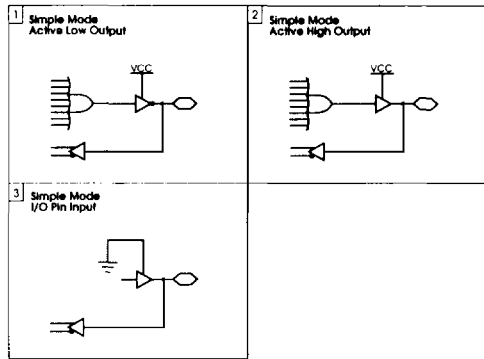 1
Simple Mode
Active Low Output
VCC
2
Simple Mode
Active High Output
VCC
3
Simple Mode
I/O Pin Input